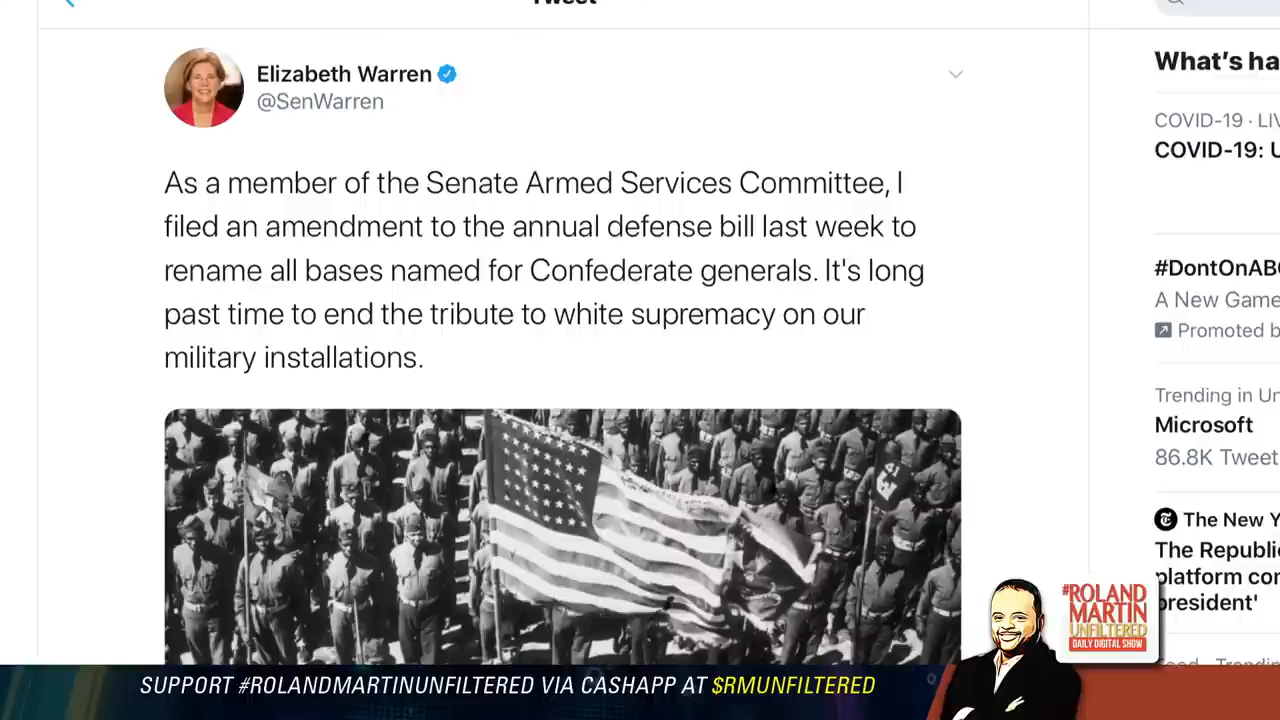 Tweet
Elizabeth Warren
@SenWarren
As a member of the Senate Armed Services Committee, I
filed an amendment to the annual defense bill last week to
rename all bases named for Confederate generals. It's long
past time to end the tribute to white supremacy on our
military installations.
What's ha
COVID-19 · LIV
COVID-19: U
#DontOnABC
A New Game
Promoted b
Trending in Un
Microsoft
86.8K Tweet
The New Y
The Republic
platform con
president'
#ROLAND
MARTIN
UNFILTERED
DAILY DIGITAL SHOW
SUPPORT #ROLANDMARTINUNFILTERED VIA CASHAPP AT $RMUNFILTERED